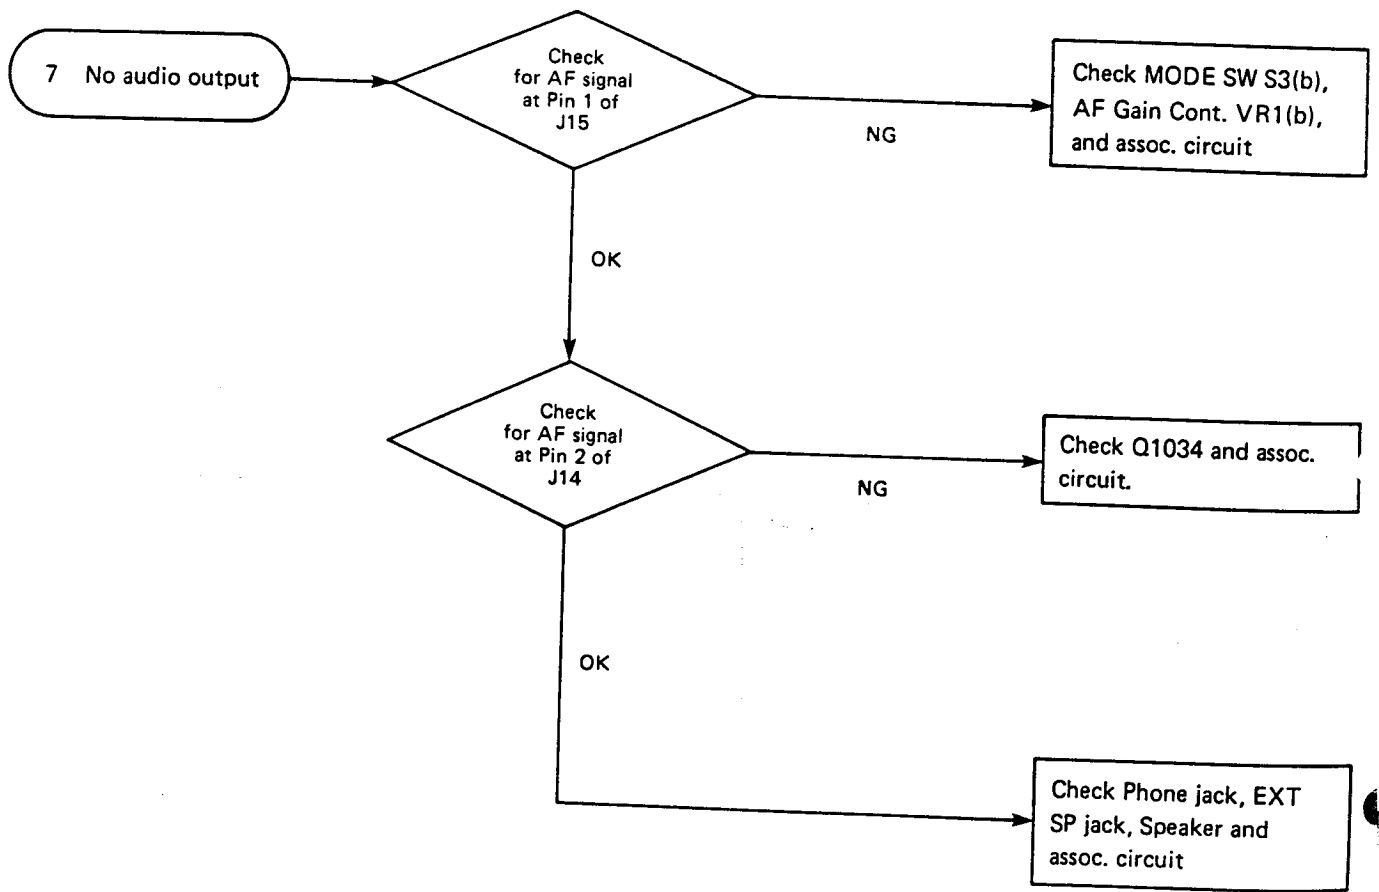 7 No audio output
Check
for AF signal
at Pin 1 of
J15
NG
Check MODE SW S3(b),
AF Gain Cont. VR1(b),
and assoc. circuit
OK
Check
for AF signal
at Pin 2 of
J14
NG
Check Q1034 and assoc.
circuit.
OK
Check Phone jack, EXT
SP jack, Speaker and
assoc. circuit